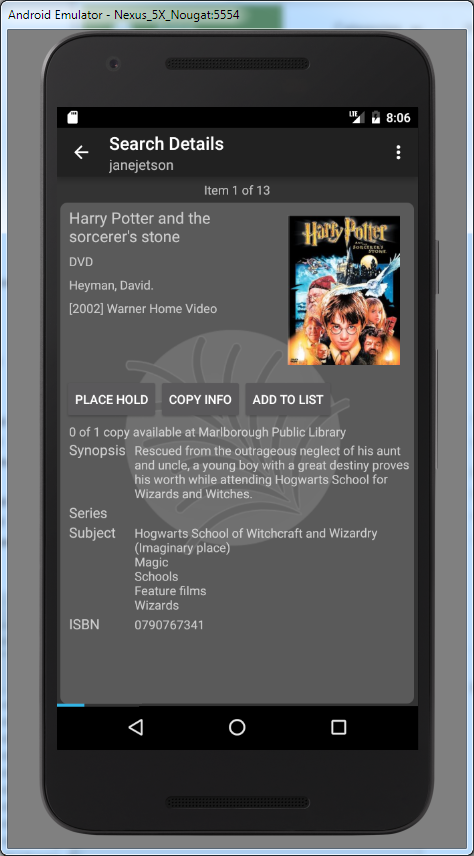 Android Emulator - Nexus_5X_Nougat:5554
LTE 8:06
Search Details
janejetson
Item 1 of 13
Harry Potter and the
sorcerer's stone
DVD
Heyman, David.
[2002] Warner Home Video
Harry Potter
AND THE
SORCERER'S STONE
PLACE HOLD COPY INFO ADD TO LIST
0 of 1 copy available at Marlborough Public Library
Synopsis Rescued from the outrageous neglect of his aunt
and uncle, a young boy with a great destiny proves
his worth while attending Hogwarts School for
Wizards and Witches.
Series
Subject Hogwarts School of Witchcraft and Wizardry
(Imaginary place)
Magic
Schools
Feature films
Wizards
ISBN 0790767341